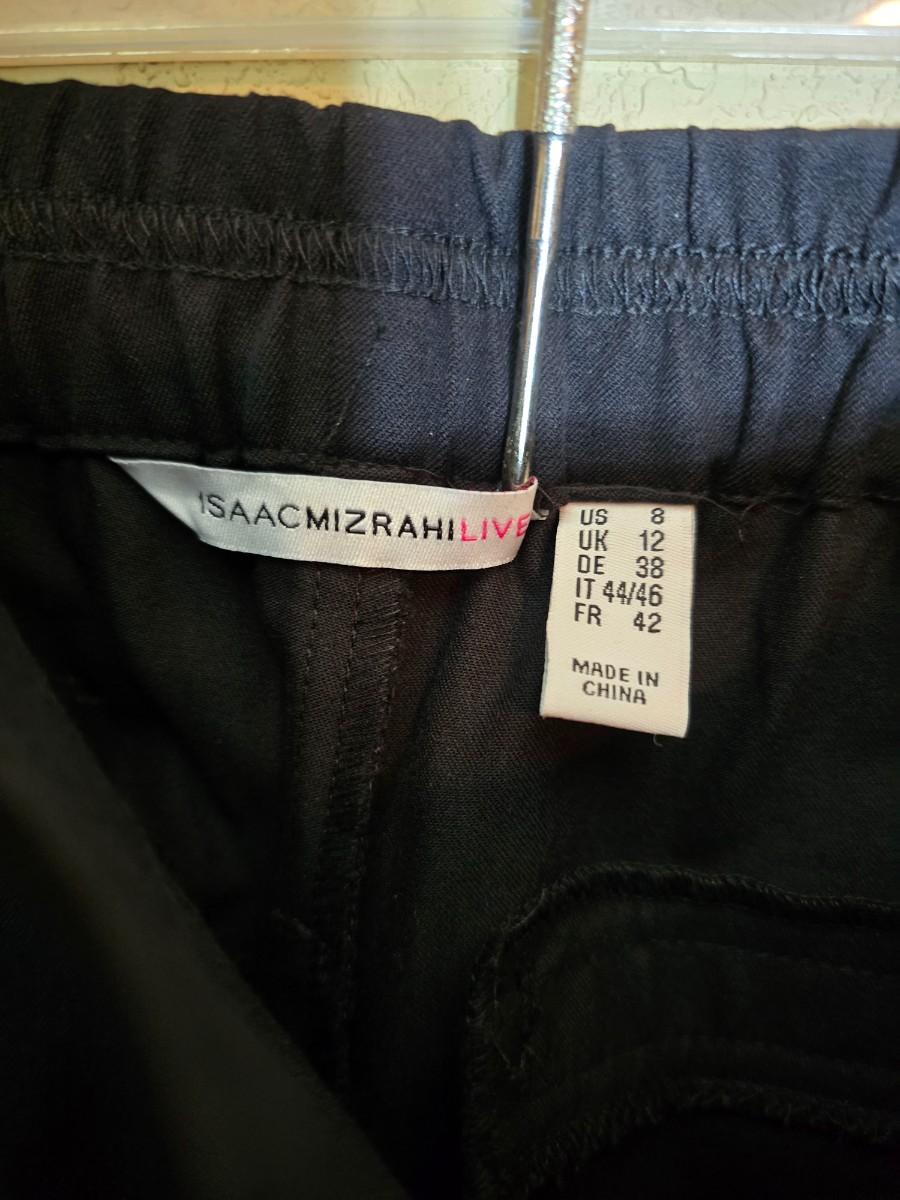 ISAACMIZRAHILIVE
US 8
UK 12
DE 38
IT 44/46
FR 42
MADE IN
CHINA